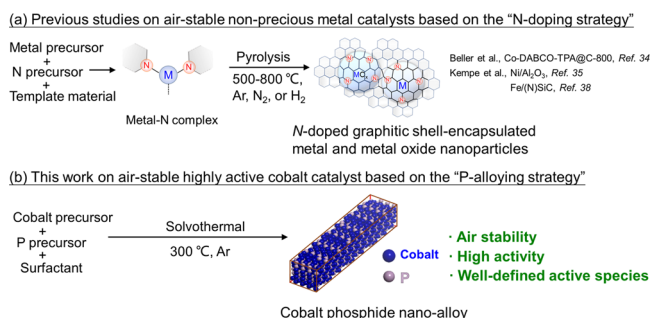 (a) Previous studies on air-stable non-precious metal catalysts based on the “N-doping strategy”
Metal precursor
+
N precursor
+
Template material
N
M
N
Metal-N complex
Pyrolysis
500-800 ℃,
Ar, N₂, or H₂
MOₓ
M
N-doped graphitic shell-encapsulated
metal and metal oxide nanoparticles
Beller et al., Co-DABCO-TPA@C-800, Ref. 34
Kempe et al., Ni/Al₂O₃, Ref. 35
Fe/(N)SiC, Ref. 38
(b) This work on air-stable highly active cobalt catalyst based on the “P-alloying strategy”
Cobalt precursor
+
P precursor
+
Surfactant
Solvothermal
300 ℃, Ar
Cobalt
P
Cobalt phosphide nano-alloy
· Air stability
· High activity
· Well-defined active species